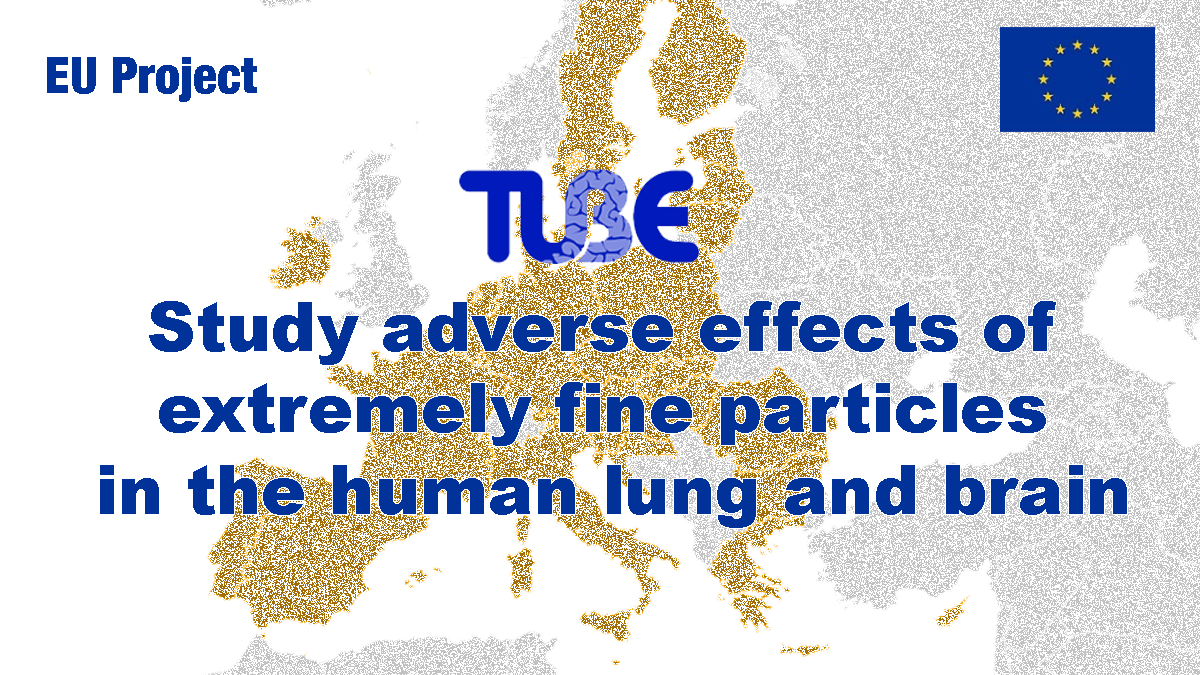 EU Project
TUBE
Study adverse effects of
extremely fine particles
in the human lung and brain